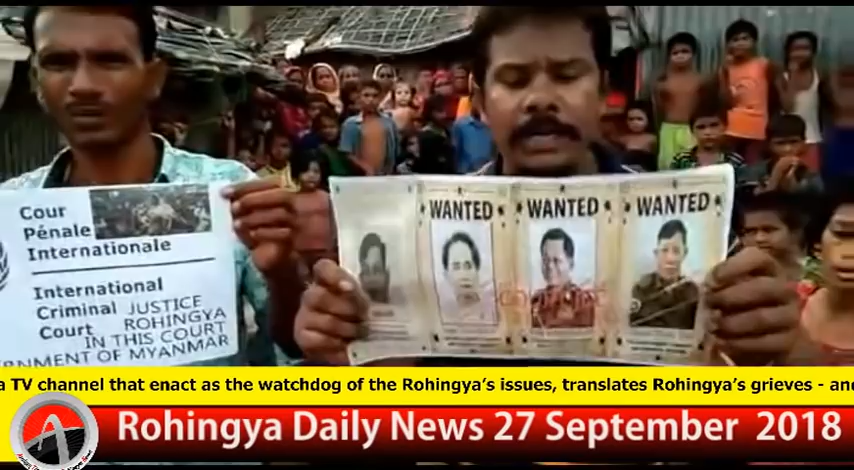 Cour
Pénale
Internationale
International
Criminal
Court
JUSTICE
ROHINGYA
IN THIS COURT
RNMENT OF MYANMAR
WANTED
WANTED
WANTED
a TV channel that enact as the watchdog of the Rohingya's issues, translates Rohingya's grieves - and
Rohingya Daily News 27 September 2018